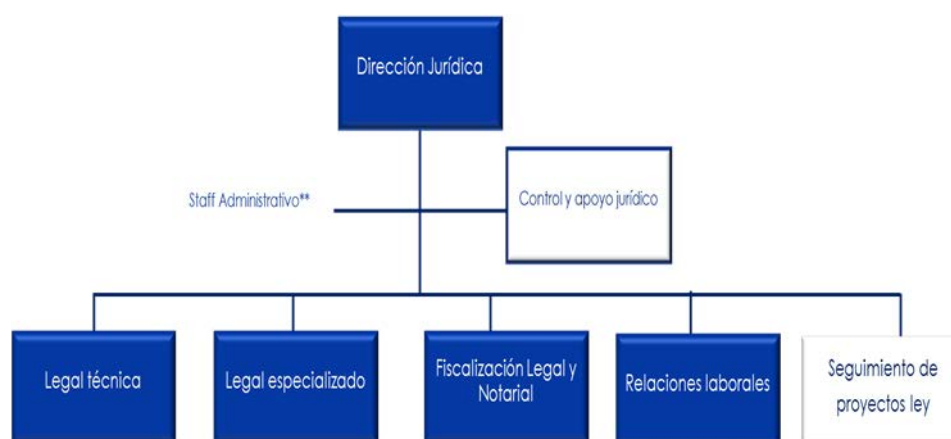 Dirección Jurídica
Staff Administrativo**
Control y apoyo jurídico
Legal técnica
Legal especializado
Fiscalización Legal y
Notarial
Relaciones laborales
Seguimiento de
proyectos ley